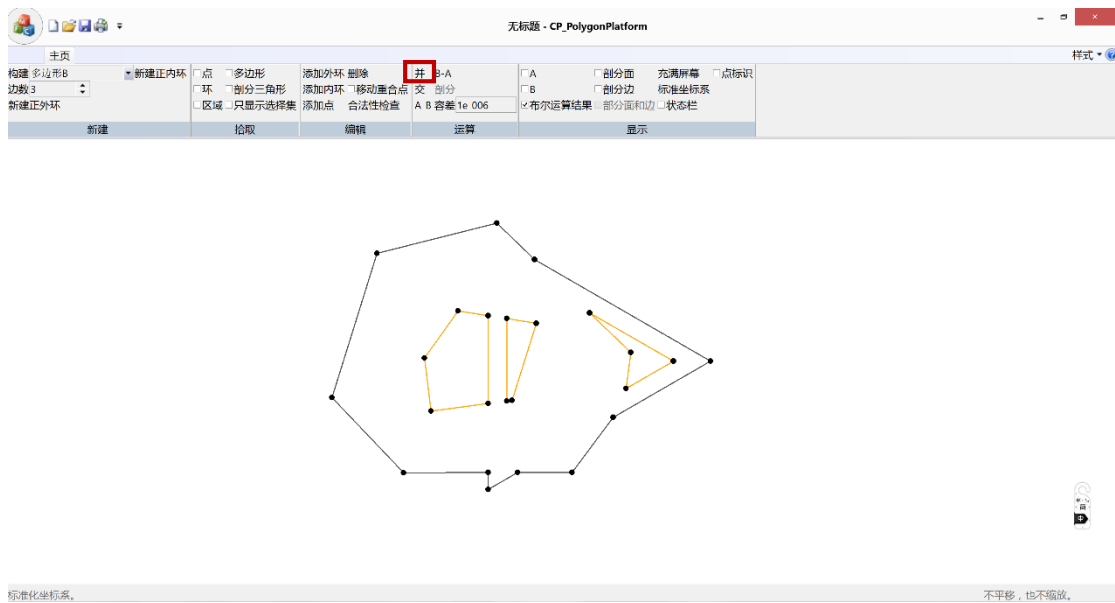 无标题 - CP_PolygonPlatform
主页
样式
构建 多边形B 新建正内环 点 多边形 添加外环 删除 并 B-A A 剖分面 充满屏幕 点标识
边数 3 环 剖分三角形 添加内环 移动重合点 交 剖分 B 剖分边 标准坐标系
新建正外环 区域 只显示选择集 添加点 合法性检查 A B 容差 1e 006 布尔运算结果 部分面和边 状态栏
新建 拾取 编辑 运算 显示
标准化坐标系。 不平移，也不缩放。